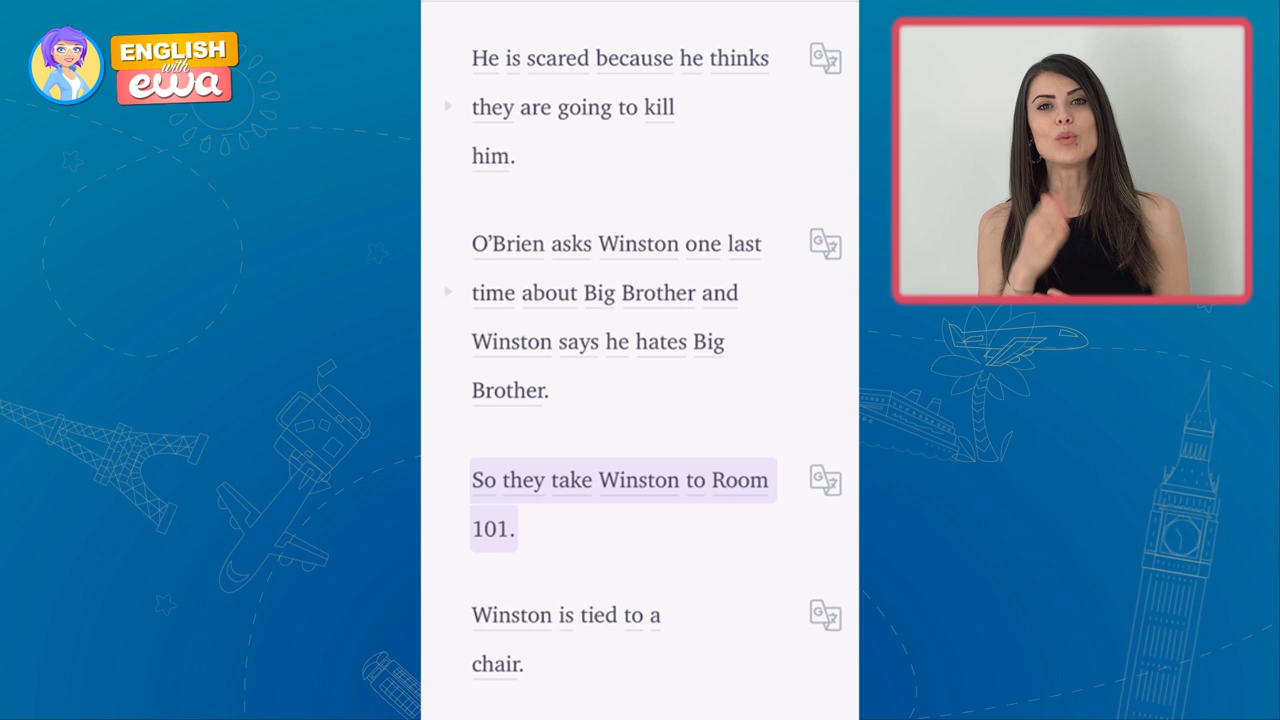 ENGLISH
with
ewa
He is scared because he thinks
they are going to kill
him.
O’Brien asks Winston one last
time about Big Brother and
Winston says he hates Big
Brother.
So they take Winston to Room
101.
Winston is tied to a
chair.